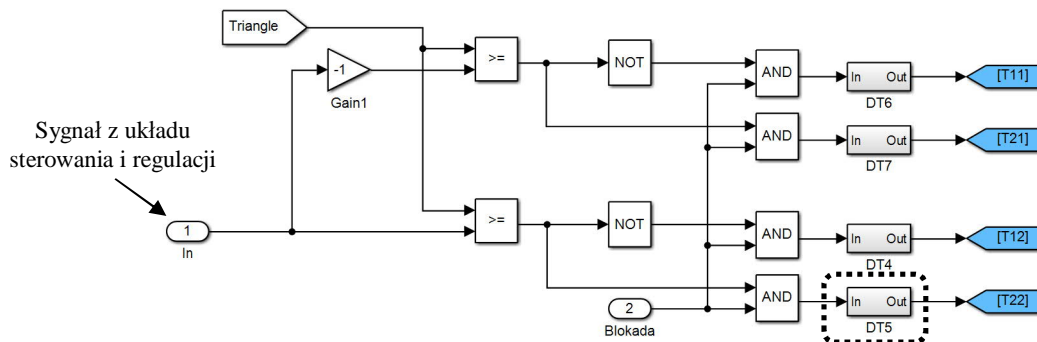 Triangle
-1
Gain1
>=
NOT
AND
In Out
DT6
[T11]
AND
In Out
DT7
[T21]
Sygnał z układu
sterowania i regulacji
1
In
>=
NOT
AND
In Out
DT4
[T12]
2
Blokada
AND
In Out
DT5
[T22]